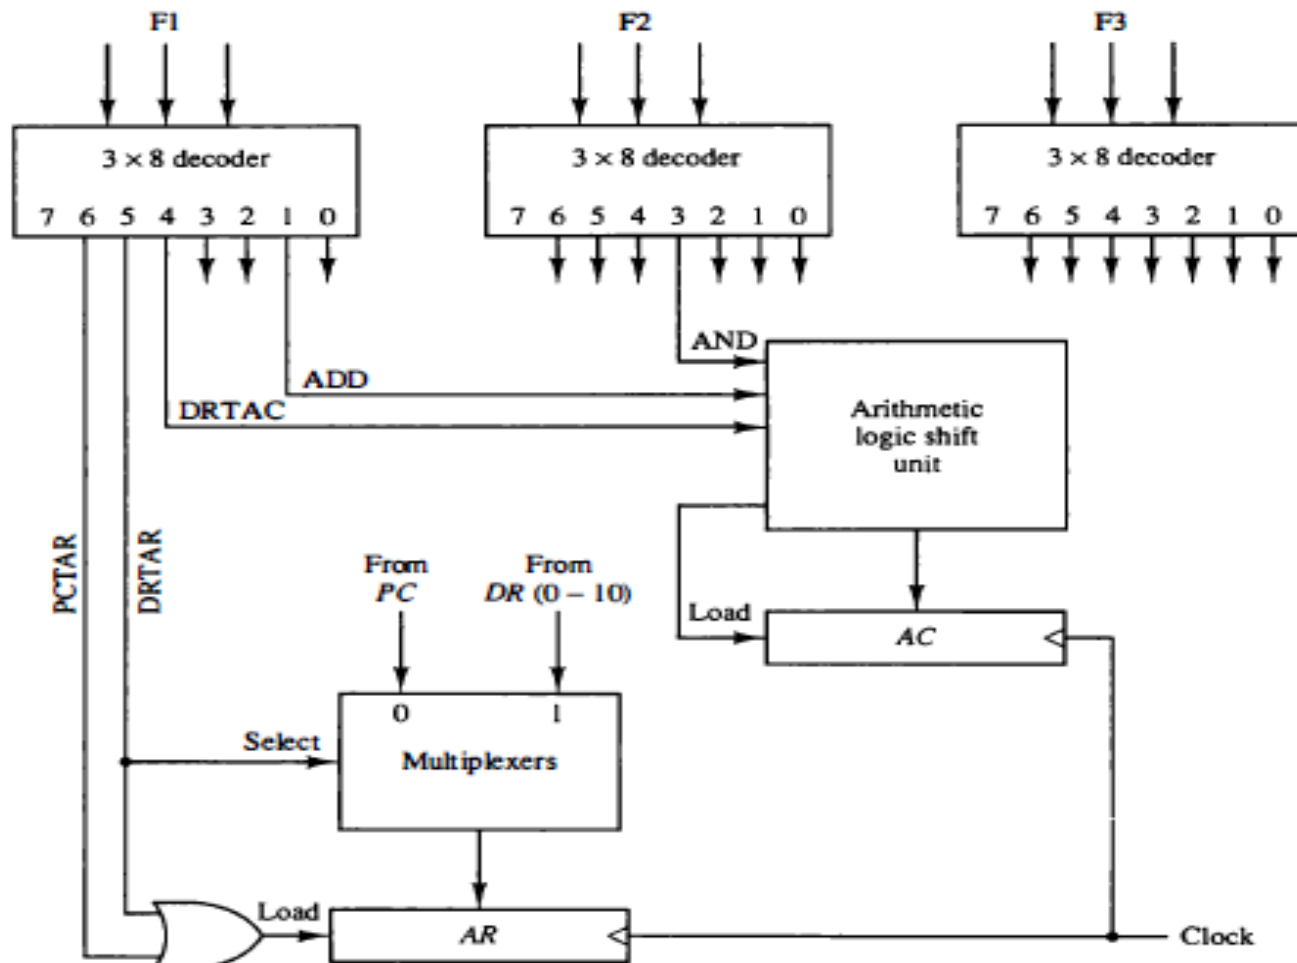 F1 F2 F3
3 × 8 decoder 3 × 8 decoder 3 × 8 decoder
7 6 5 4 3 2 1 0 7 6 5 4 3 2 1 0 7 6 5 4 3 2 1 0
AND
ADD
DRTAC
Arithmetic
logic shift
unit
PCTAR
DRTAR
From
PC
From
DR (0 – 10)
Load
AC
0 1
Select
Multiplexers
Load
AR
Clock